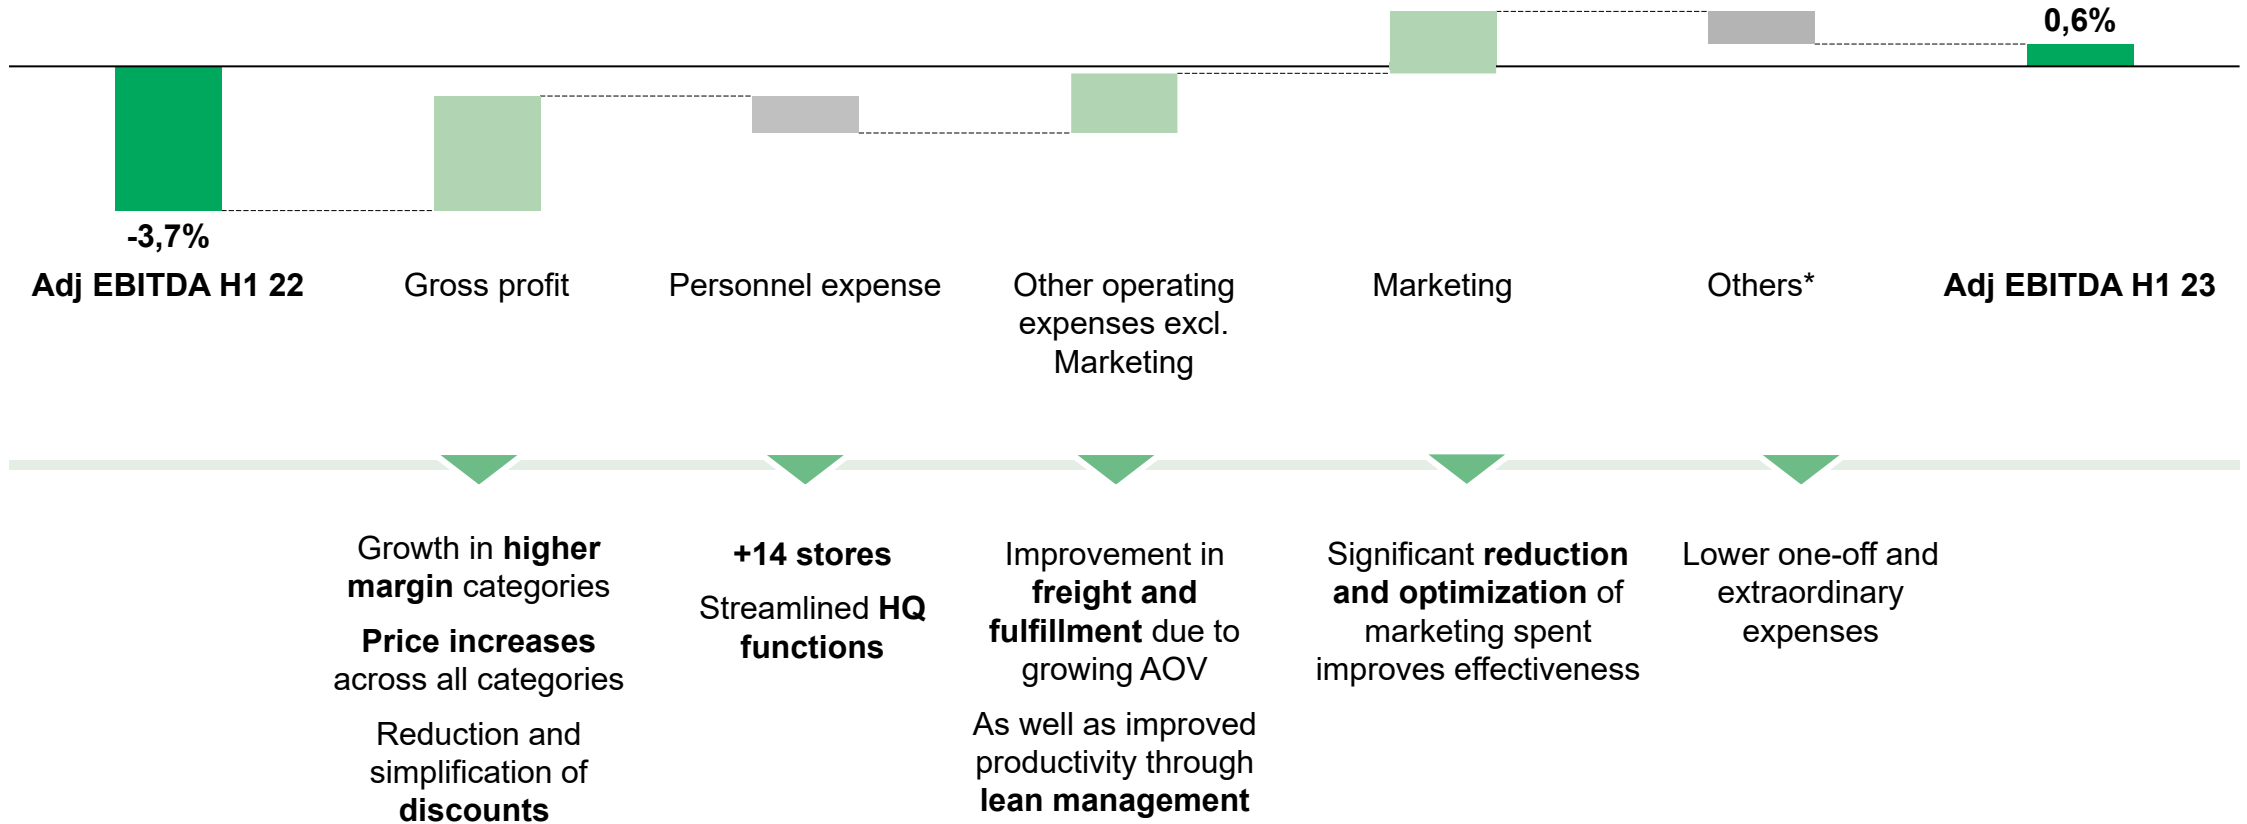 0,6%
-3,7%
Adj EBITDA H1 22
Gross profit
Personnel expense
Other operating
expenses excl.
Marketing
Marketing
Others*
Adj EBITDA H1 23
Growth in higher
margin categories
Price increases
across all categories
Reduction and
simplification of
discounts
+14 stores
Streamlined HQ
functions
Improvement in
freight and
fulfillment due to
growing AOV
As well as improved
productivity through
lean management
Significant reduction
and optimization of
marketing spent
improves effectiveness
Lower one-off and
extraordinary
expenses